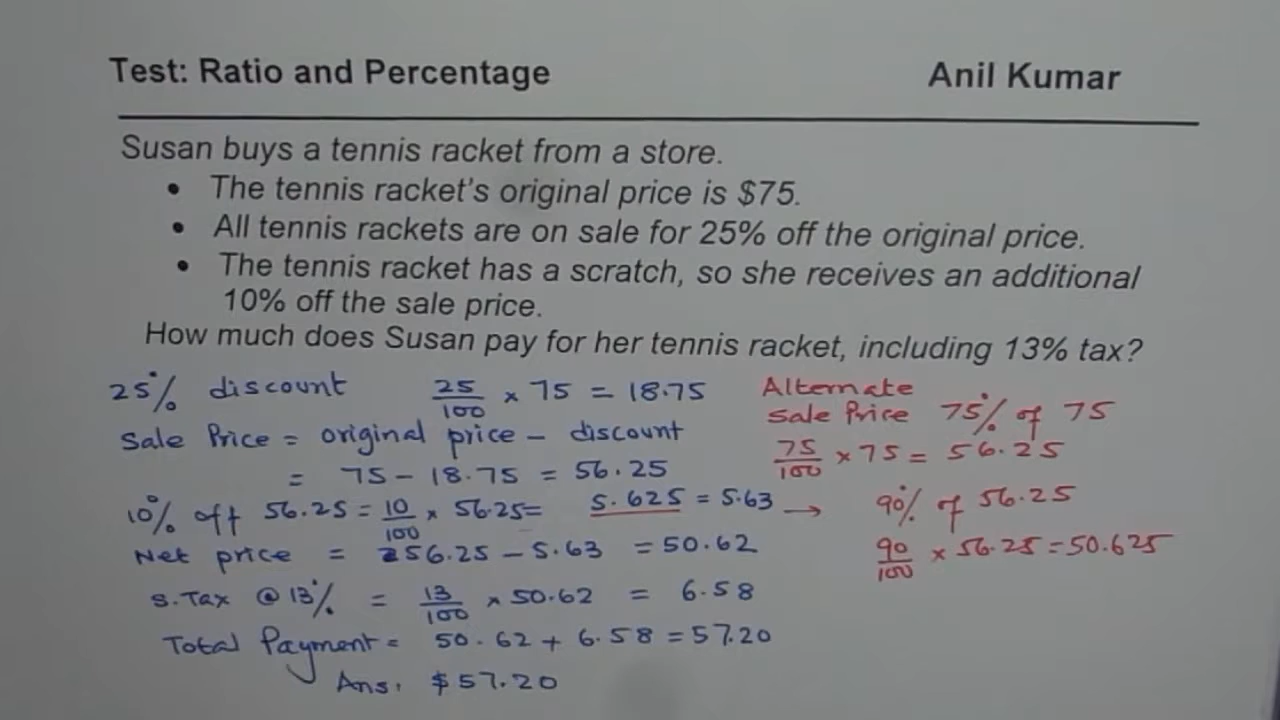 Test: Ratio and Percentage Anil Kumar
Susan buys a tennis racket from a store.
• The tennis racket's original price is $75.
• All tennis rackets are on sale for 25% off the original price.
• The tennis racket has a scratch, so she receives an additional
10% off the sale price.
How much does Susan pay for her tennis racket, including 13% tax?
25% discount 25/100 × 75 = 18.75
Sale Price = original price - discount
= 75 - 18.75 = 56.25
10% off 56.25 = 10/100 × 56.25 = 5.625 = 5.63 →
Net price = 56.25 - 5.63 = 50.62
S.Tax @ 13% = 13/100 × 50.62 = 6.58
Total Payment = 50.62 + 6.58 = 57.20
Ans. $57.20
Alternate
Sale Price 75% of 75
75/100 × 75 = 56.25
90% of 56.25
90/100 × 56.25 = 50.625